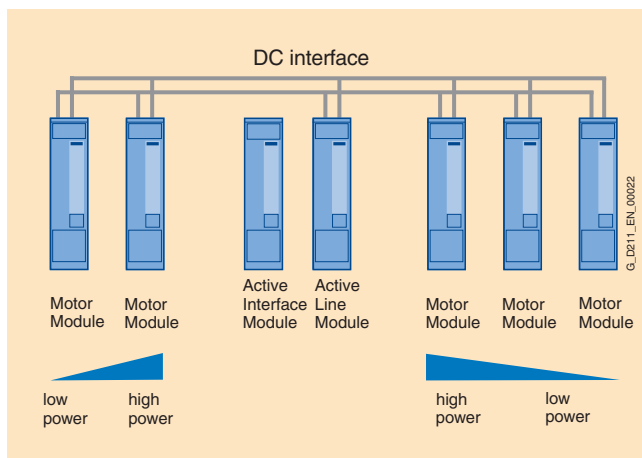 DC interface
Motor
Module
Motor
Module
Active
Interface
Module
Active
Line
Module
Motor
Module
Motor
Module
Motor
Module
low
power
high
power
high
power
low
power
G_D211_EN_00022